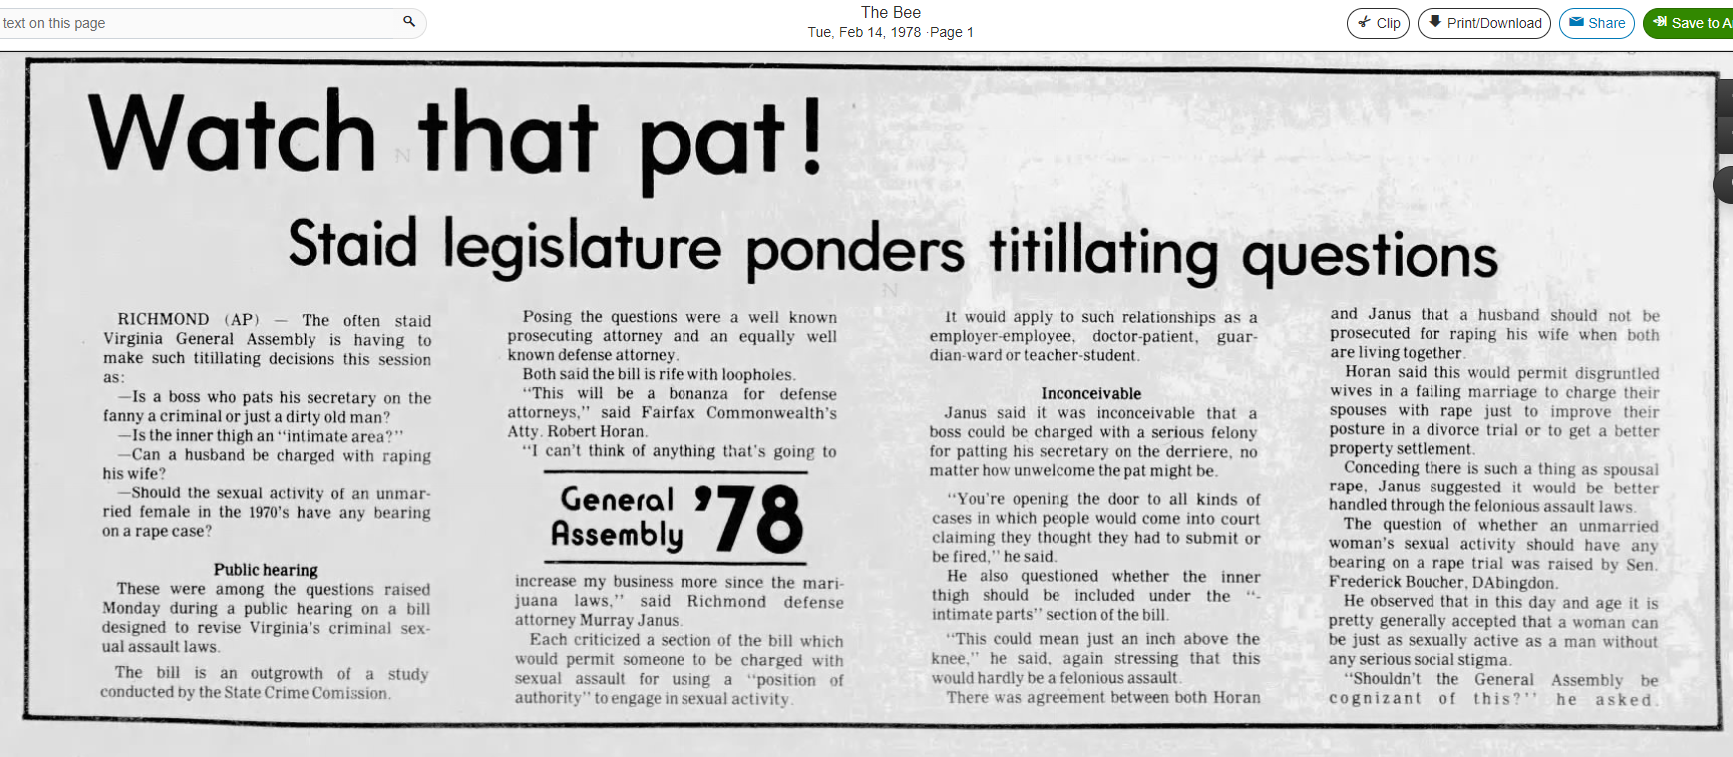 text on this page
The Bee
Tue, Feb 14, 1978 · Page 1
Clip
Print/Download
Share
Save to A
Watch that pat!
Staid legislature ponders titillating questions
RICHMOND (AP) — The often staid
Virginia General Assembly is having to
make such titillating decisions this session
as:
—Is a boss who pats his secretary on the
fanny a criminal or just a dirty old man?
—Is the inner thigh an "intimate area?"
—Can a husband be charged with raping
his wife?
—Should the sexual activity of an unmar-
ried female in the 1970's have any bearing
on a rape case?
Public hearing
These were among the questions raised
Monday during a public hearing on a bill
designed to revise Virginia's criminal sex-
ual assault laws.
The bill is an outgrowth of a study
conducted by the State Crime Comission.
Posing the questions were a well known
prosecuting attorney and an equally well
known defense attorney.
Both said the bill is rife with loopholes.
"This will be a bonanza for defense
attorneys," said Fairfax Commonwealth's
Atty. Robert Horan.
"I can't think of anything that's going to
General
Assembly '78
increase my business more since the mari-
juana laws," said Richmond defense
attorney Murray Janus.
Each criticized a section of the bill which
would permit someone to be charged with
sexual assault for using a "position of
authority" to engage in sexual activity.
It would apply to such relationships as a
employer-employee, doctor-patient, guar-
dian-ward or teacher-student.
Inconceivable
Janus said it was inconceivable that a
boss could be charged with a serious felony
for patting his secretary on the derriere, no
matter how unwelcome the pat might be.
"You're opening the door to all kinds of
cases in which people would come into court
claiming they thought they had to submit or
be fired," he said.
He also questioned whether the inner
thigh should be included under the "-
intimate parts" section of the bill.
"This could mean just an inch above the
knee," he said, again stressing that this
would hardly be a felonious assault.
There was agreement between both Horan
and Janus that a husband should not be
prosecuted for raping his wife when both
are living together.
Horan said this would permit disgruntled
wives in a failing marriage to charge their
spouses with rape just to improve their
posture in a divorce trial or to get a better
property settlement.
Conceding there is such a thing as spousal
rape, Janus suggested it would be better
handled through the felonious assault laws.
The question of whether an unmarried
woman's sexual activity should have any
bearing on a rape trial was raised by Sen.
Frederick Boucher, DAbingdon.
He observed that in this day and age it is
pretty generally accepted that a woman can
be just as sexually active as a man without
any serious social stigma.
"Shouldn't the General Assembly be
cognizant of this?" he asked.